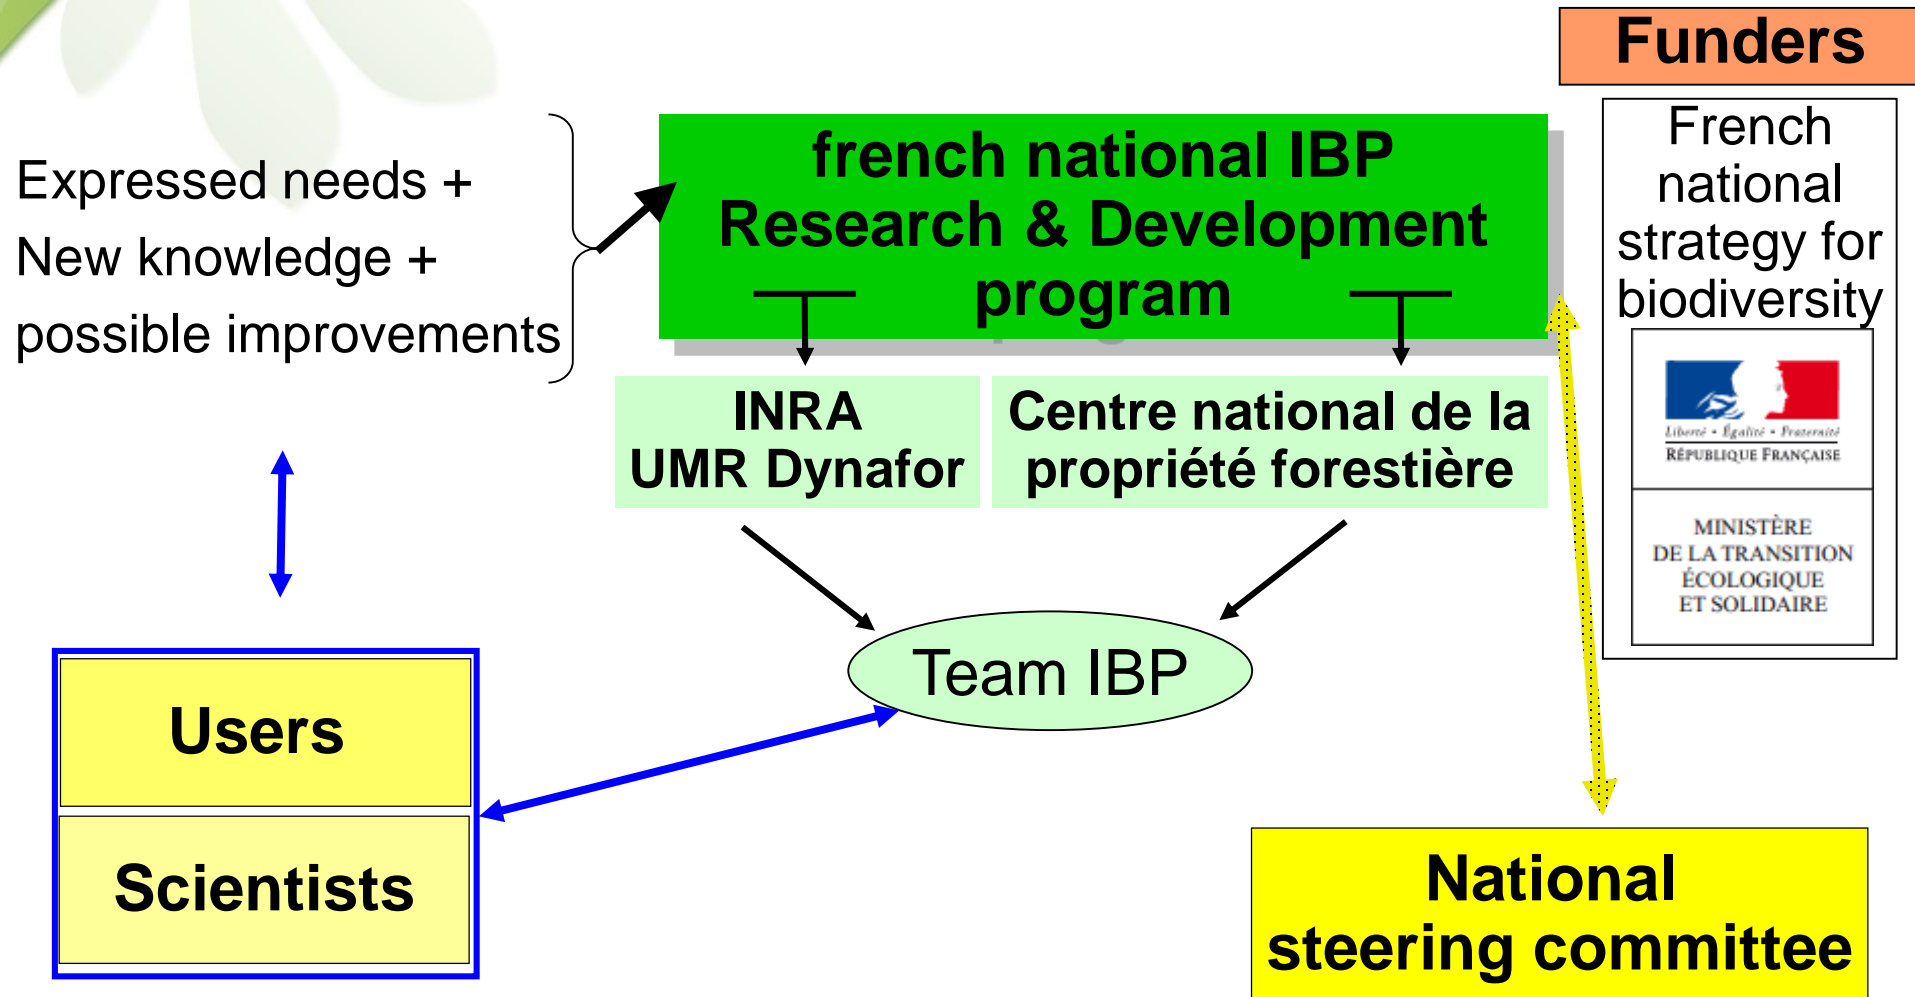 Funders
Expressed needs +
New knowledge +
possible improvements
french national IBP
Research & Development
program
French
national
strategy for
biodiversity
Liberté • Égalité • Fraternité
RÉPUBLIQUE FRANÇAISE
MINISTÈRE
DE LA TRANSITION
ÉCOLOGIQUE
ET SOLIDAIRE
INRA
UMR Dynafor
Centre national de la
propriété forestière
Team IBP
Users
Scientists
National
steering committee